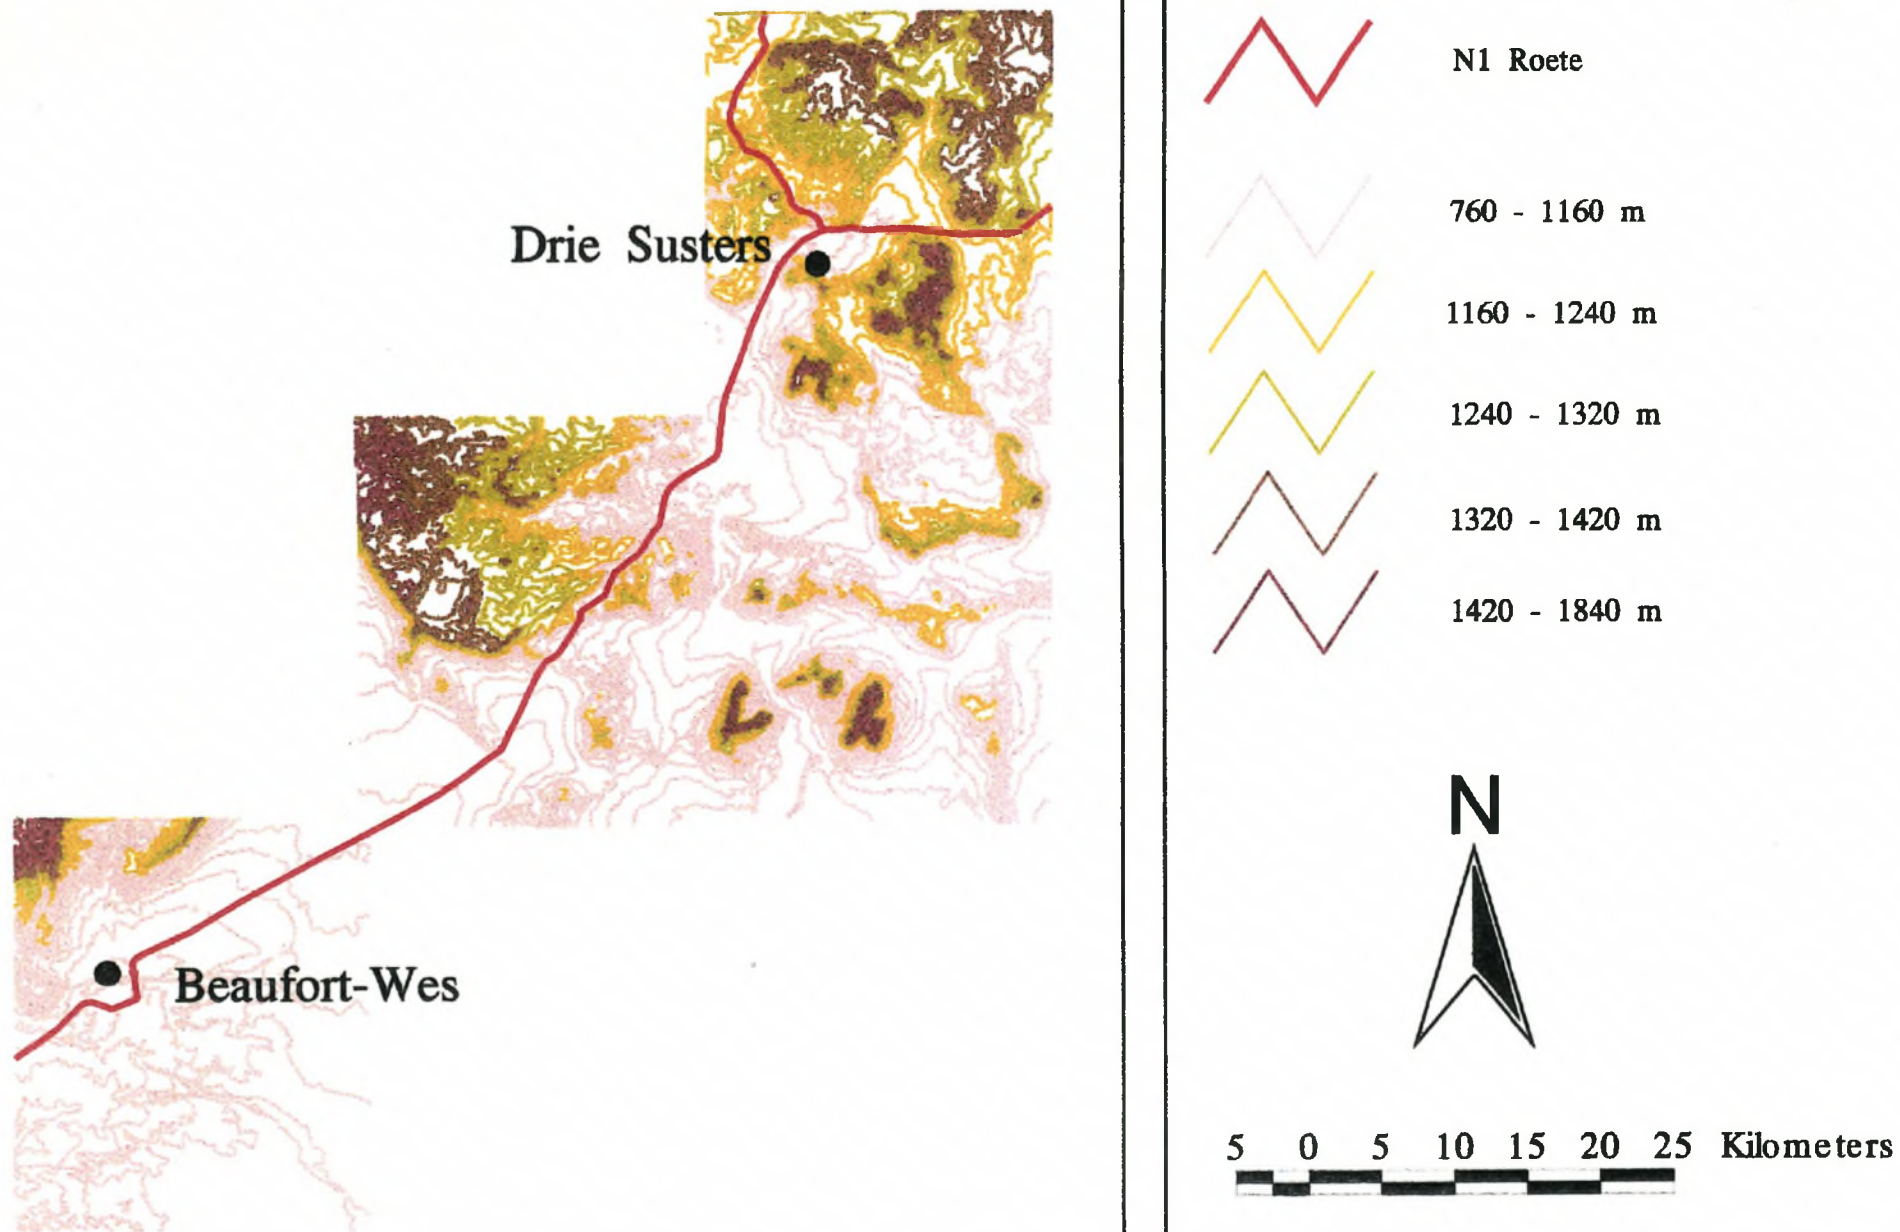 Drie Susters
Beaufort-Wes
N1 Roete
760 - 1160 m
1160 - 1240 m
1240 - 1320 m
1320 - 1420 m
1420 - 1840 m
N
5 0 5 10 15 20 25 Kilometers